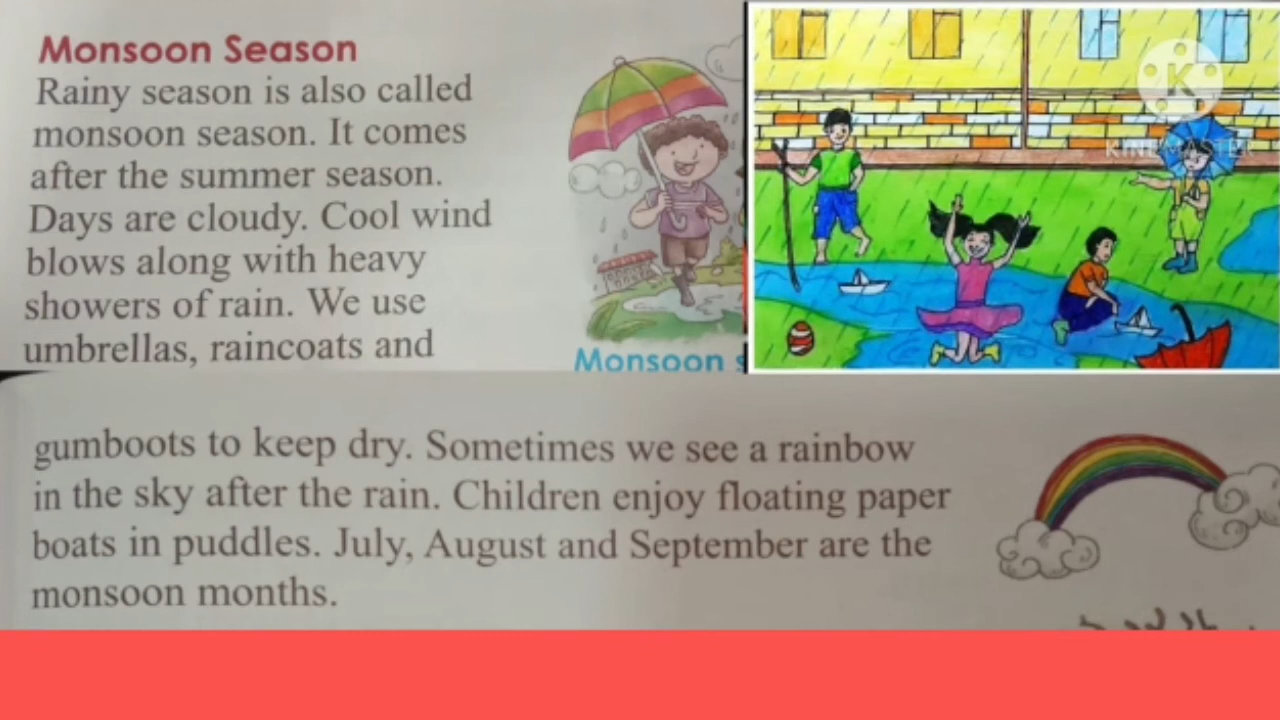 Monsoon Season
Rainy season is also called
monsoon season. It comes
after the summer season.
Days are cloudy. Cool wind
blows along with heavy
showers of rain. We use
umbrellas, raincoats and
Monsoon s
K
KINEMASTER
gumboots to keep dry. Sometimes we see a rainbow
in the sky after the rain. Children enjoy floating paper
boats in puddles. July, August and September are the
monsoon months.